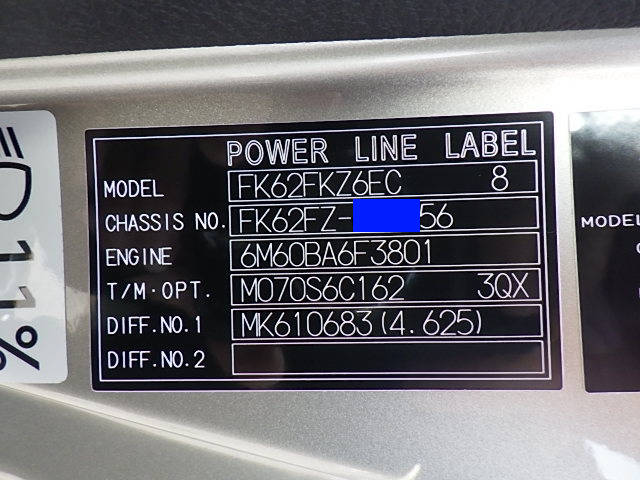 POWER LINE LABEL
MODEL FK62FKZ6EC 8
CHASSIS NO. FK62FZ- 56
ENGINE 6M60BA6F3801
T/M·OPT. M070S6C162 3QX
DIFF.NO.1 MK610683(4.625)
DIFF.NO.2
11%
MODEL